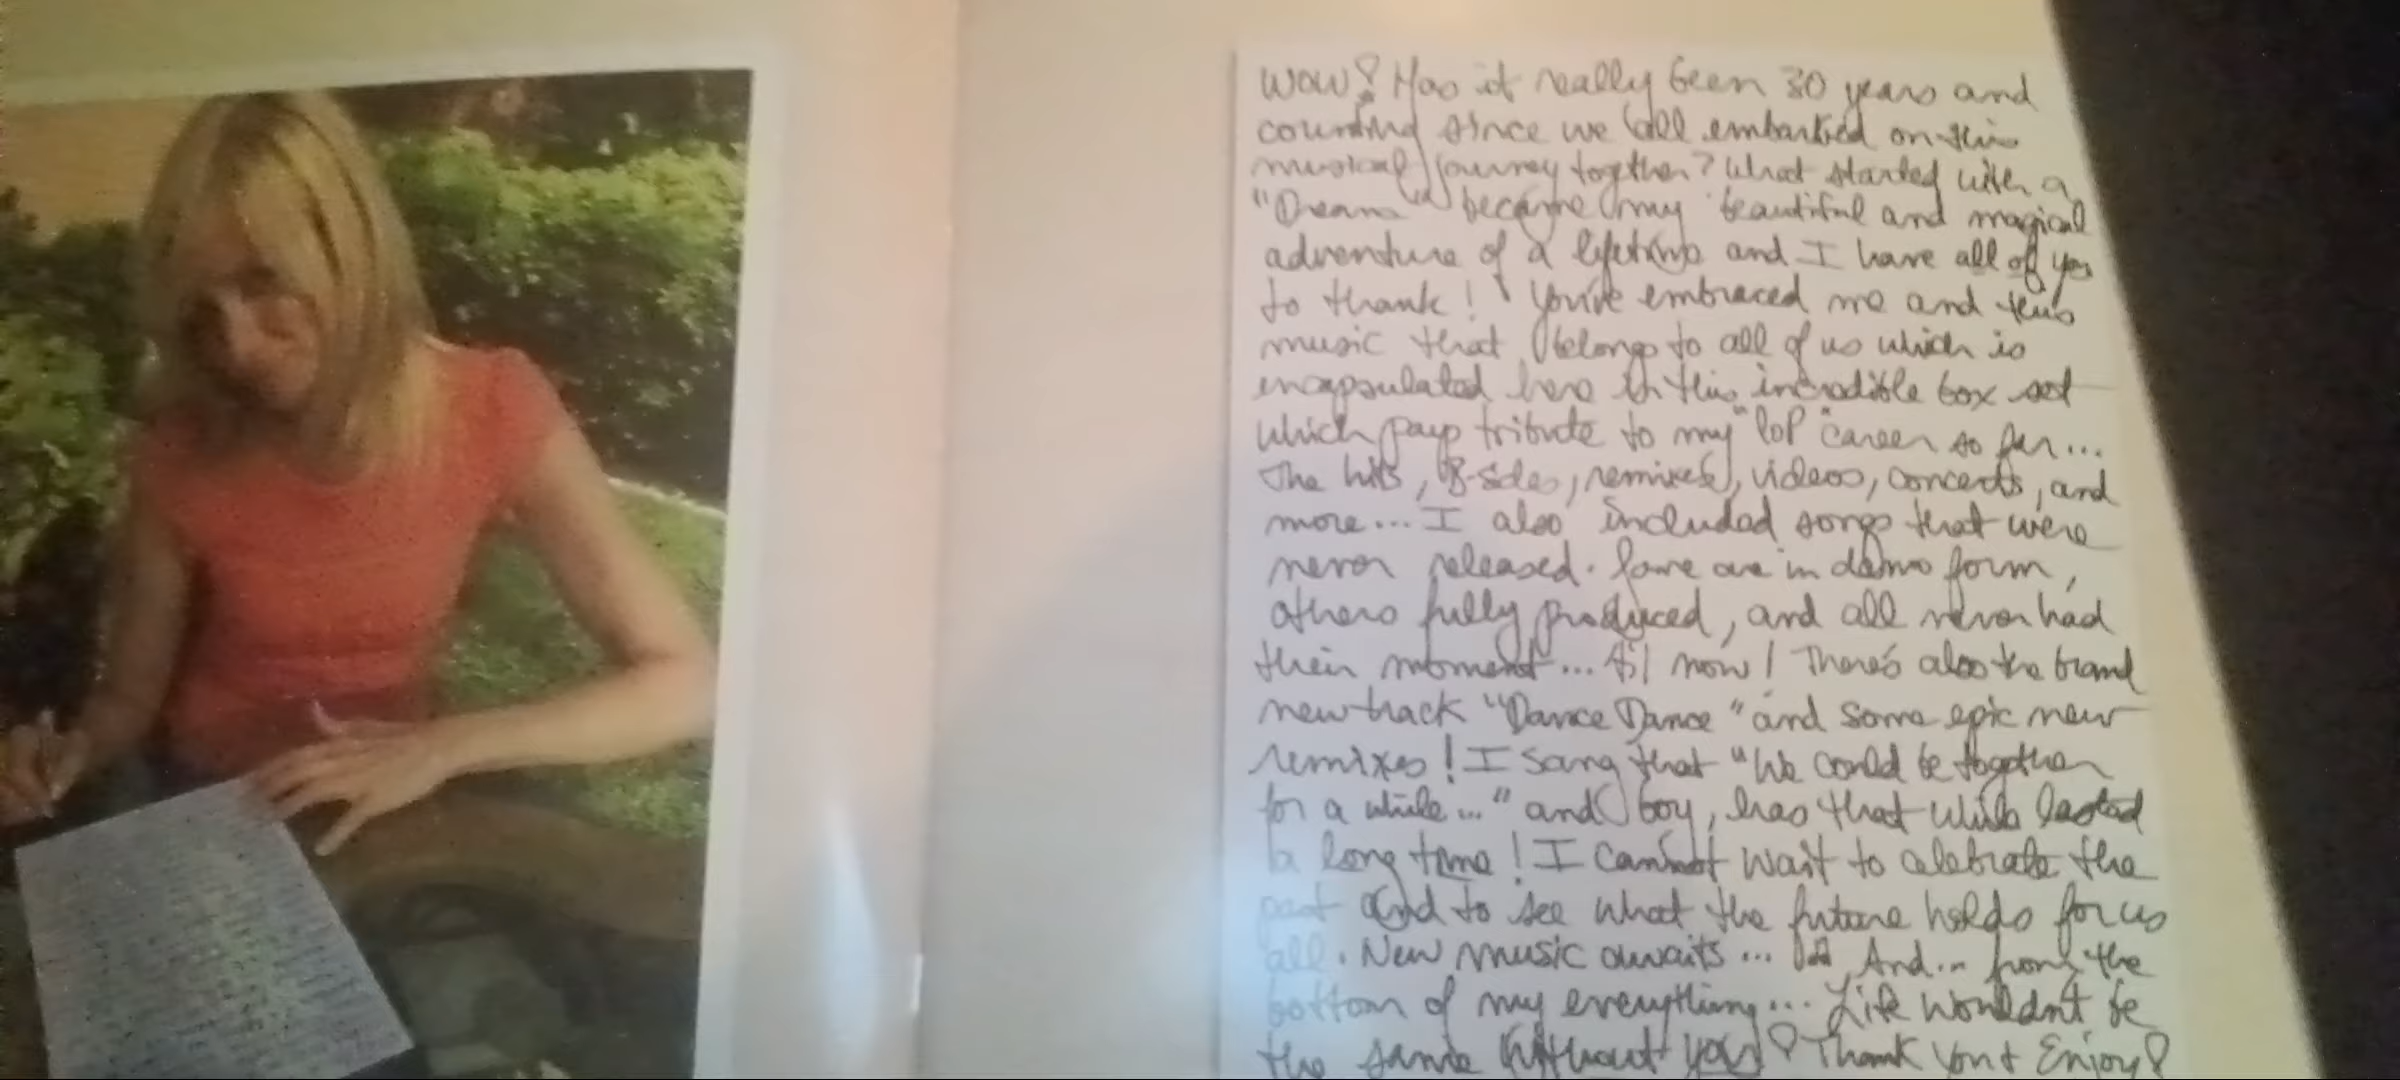 Wow! Has it really been 30 years and
counting since we all embarked on this
musical journey together? What started with a
"Dream" became my beautiful and magical
adventure of a lifetime and I have all of you
to thank! You've embraced me and this
music that belongs to all of us which is
encapsulated here in this incredible box set
which pays tribute to my "PoP" career so far...
The hits, B-sides, remixes, videos, concerts, and
more... I also included songs that were
never released. Some are in demo form,
others fully produced, and all never had
their moment... til now! There's also the brand
new track "Dance Dance" and some epic new
remixes! I sang that "We could be together
for a while..." and boy, has that while lasted
a long time! I cannot wait to celebrate the
past and to see what the future holds for us
all. New music awaits... And... from the
bottom of my everything... Life wouldn't be
the same without you! Thank You + Enjoy!